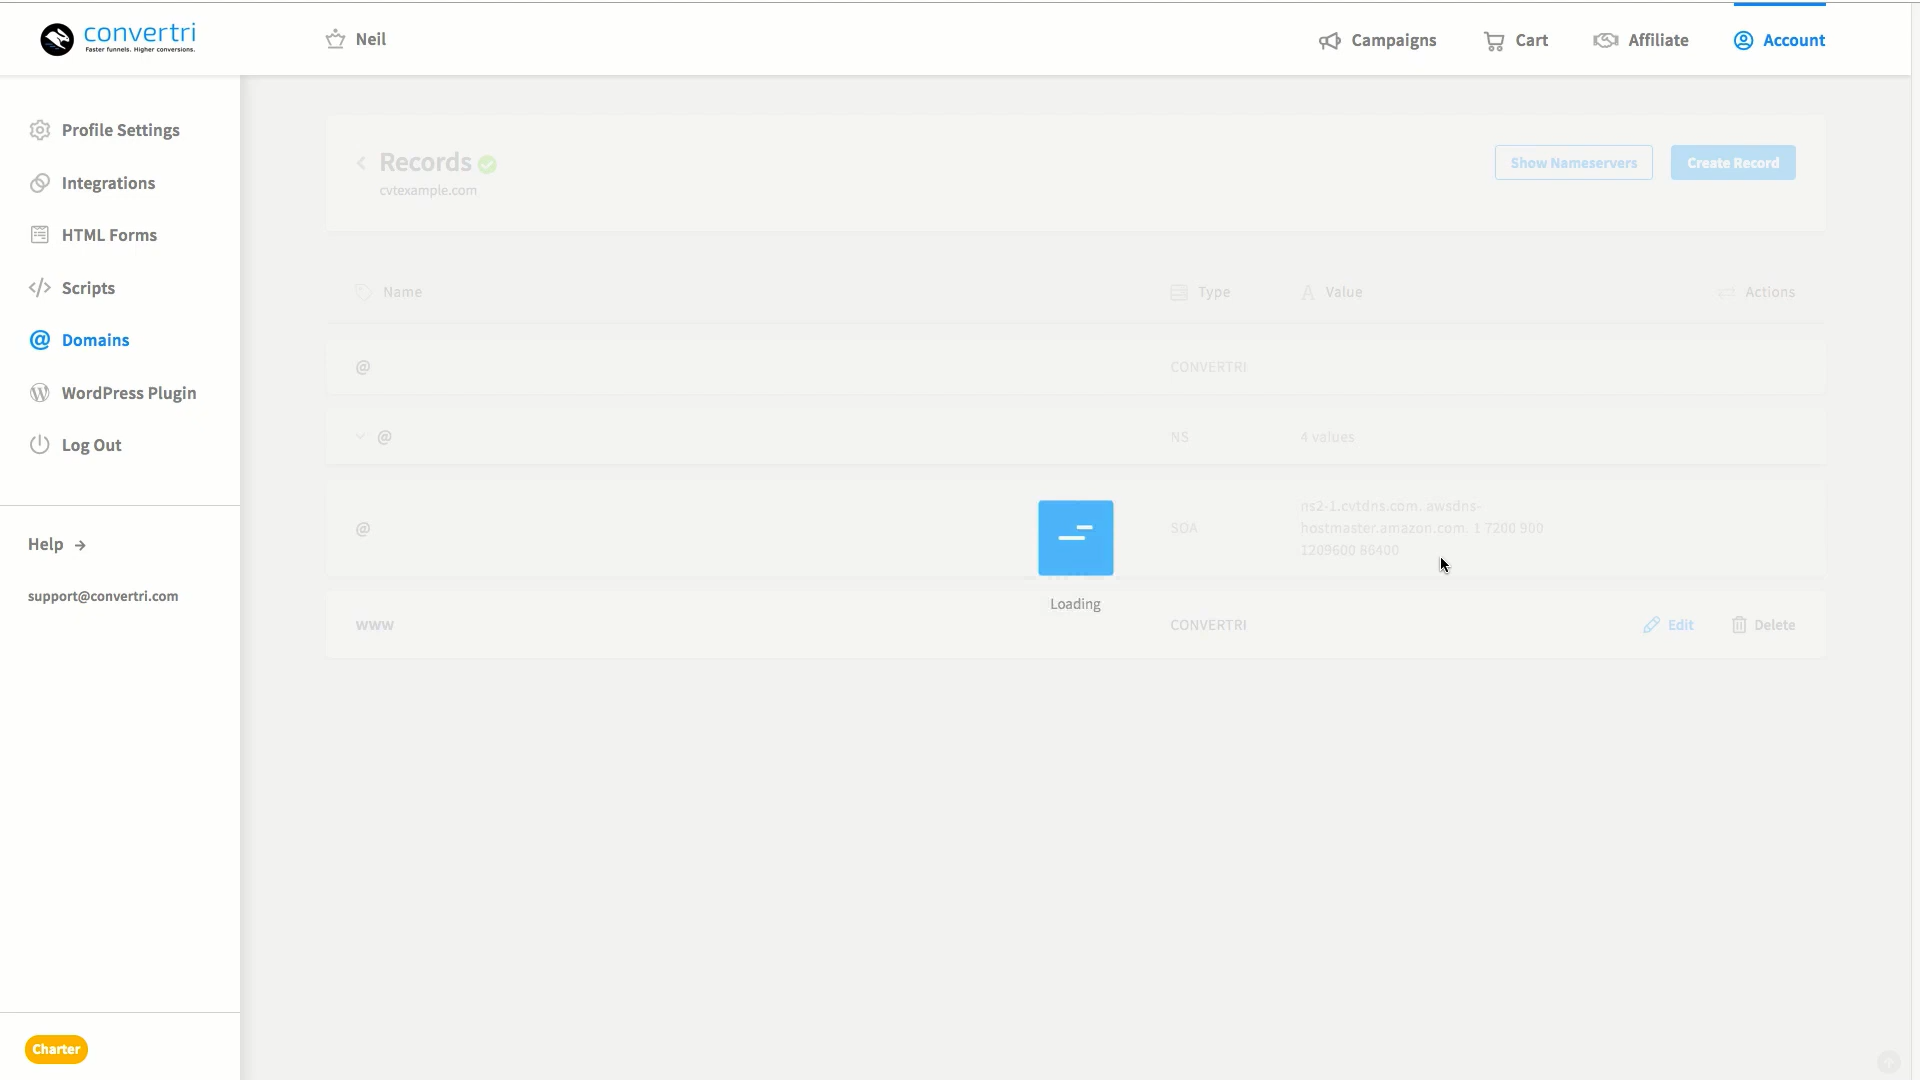 convertri
Faster funnels. Higher conversions.
Neil
Campaigns
Cart
Affiliate
Account
Profile Settings
Integrations
HTML Forms
Scripts
Domains
WordPress Plugin
Log Out
Help →
support@convertri.com
Charter
Records
cvtexample.com
Show Nameservers
Create Record
Name
Type
Value
Actions
@
CONVERTRI
@
NS
4 values
@
SOA
ns2-1.cvtdns.com. awsdns-
hostmaster.amazon.com. 1 7200 900
1209600 86400
Loading
www
CONVERTRI
Edit
Delete